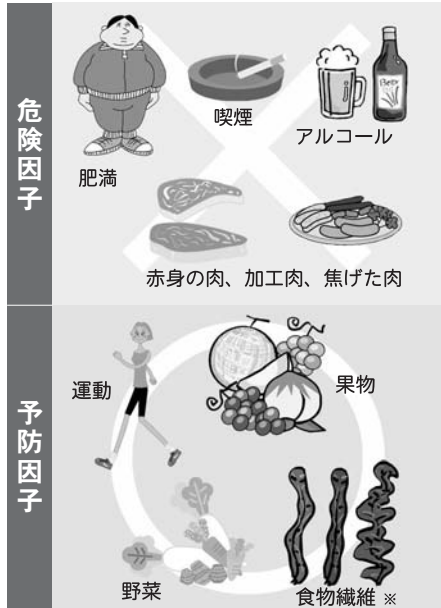 危険因子
喫煙
アルコール
Beer
肥満
赤身の肉、加工肉、焦げた肉
予防因子
運動
果物
野菜
食物繊維 ※